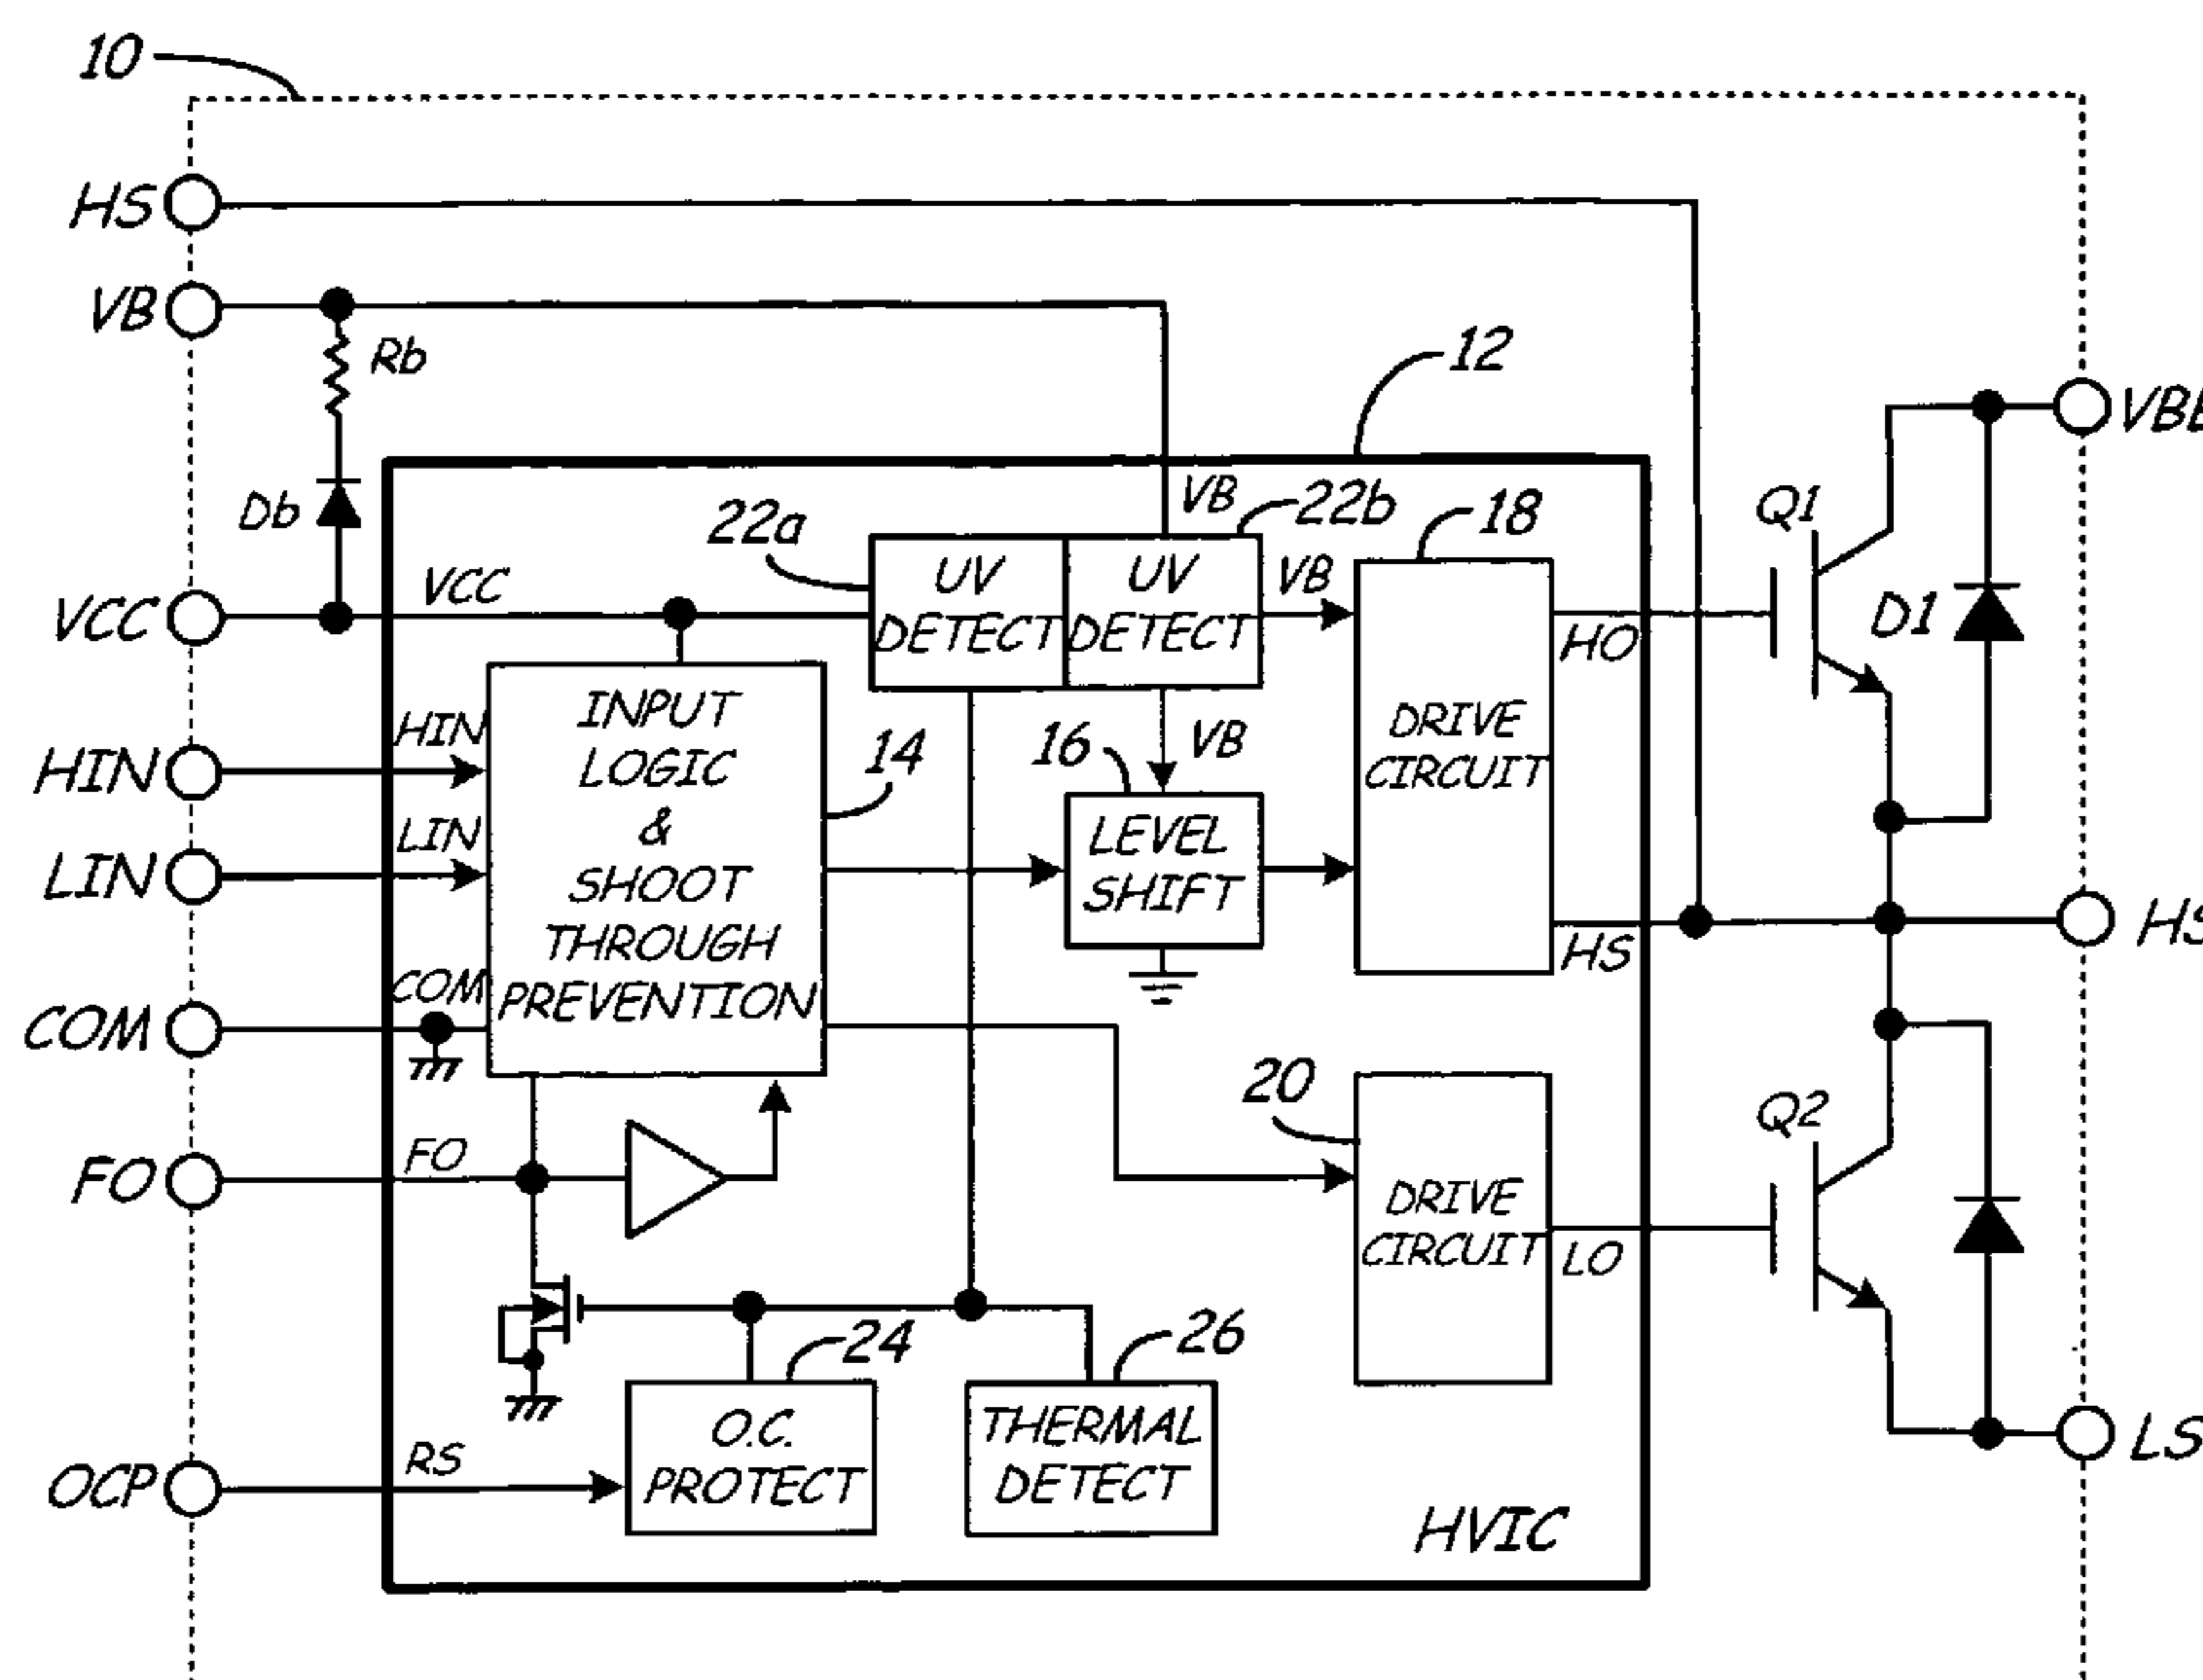 10
HS
VB
Rb
12
VBB
Db
VB
22b
18
Q1
22a
VCC
VCC
UV
DETECT
UV
DETECT
VB
D1
HO
HIN
HIN
INPUT
LOGIC
&
SHOOT
THROUGH
PREVENTION
14
16
VB
DRIVE
CIRCUIT
LIN
LIN
LEVEL
SHIFT
HS
HS
COM
COM
20
Q2
FO
FO
DRIVE
CIRCUIT
LO
24
26
OCP
RS
O.C.
PROTECT
THERMAL
DETECT
LS
HVIC